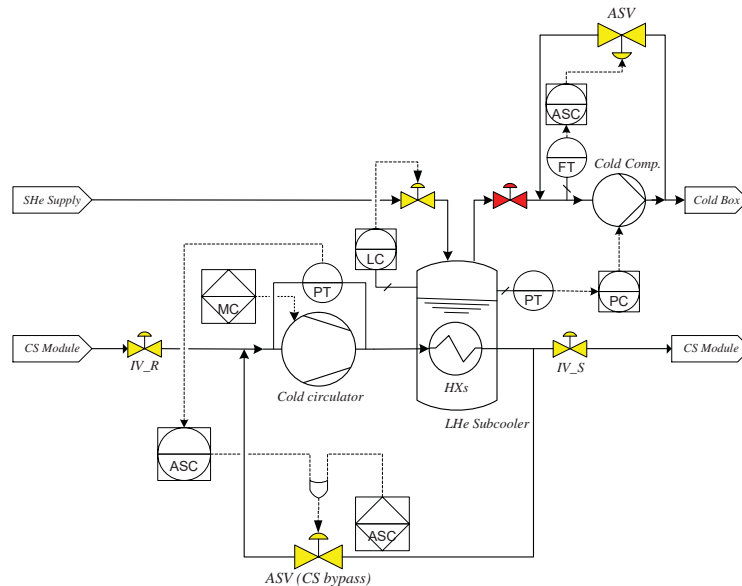 ASV
ASC
FT
Cold Comp.
SHe Supply
Cold Box
LC
PT
MC
PT
PC
CS Module
IV_R
Cold circulator
HXs
IV_S
CS Module
LHe Subcooler
ASC
ASC
ASV (CS bypass)